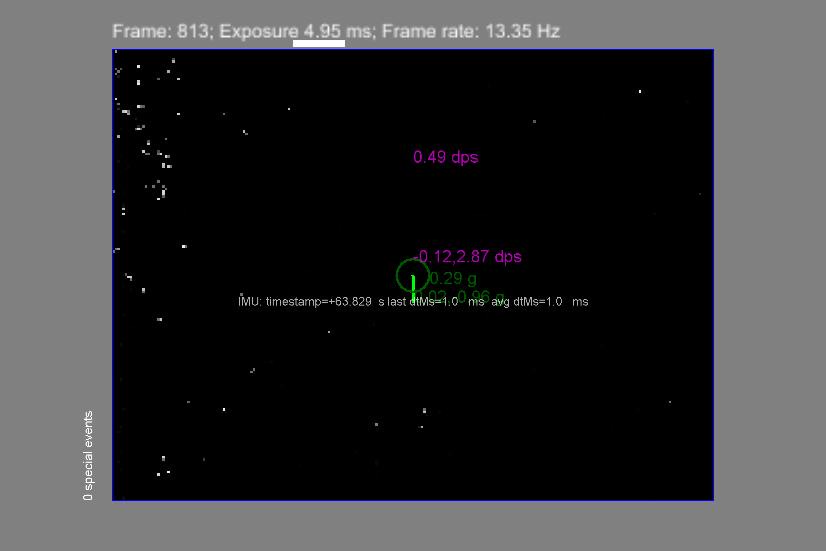 Frame: 813; Exposure 4.95 ms; Frame rate: 13.35 Hz
0.49 dps
-0.12,2.87 dps
0.29 g
0.96 g
IMU: timestamp=+63.829 s last dtMs=1.0 ms avg dtMs=1.0 ms
0 special events